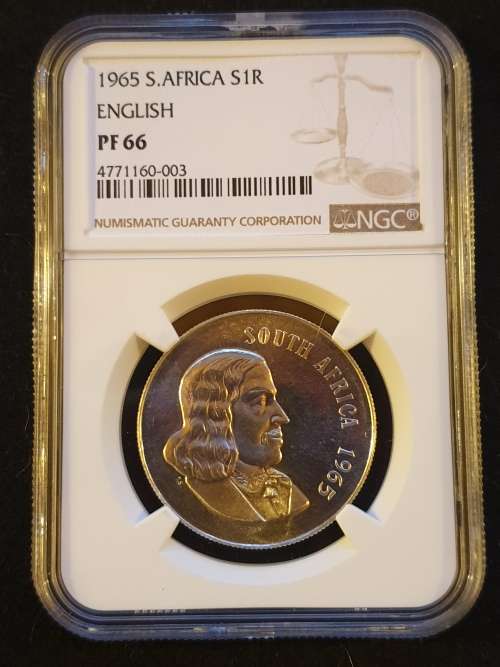 1965 S.AFRICA S1R
ENGLISH
PF 66
4771160-003
NUMISMATIC GUARANTY CORPORATION
NGC®
SOUTH AFRICA 1965